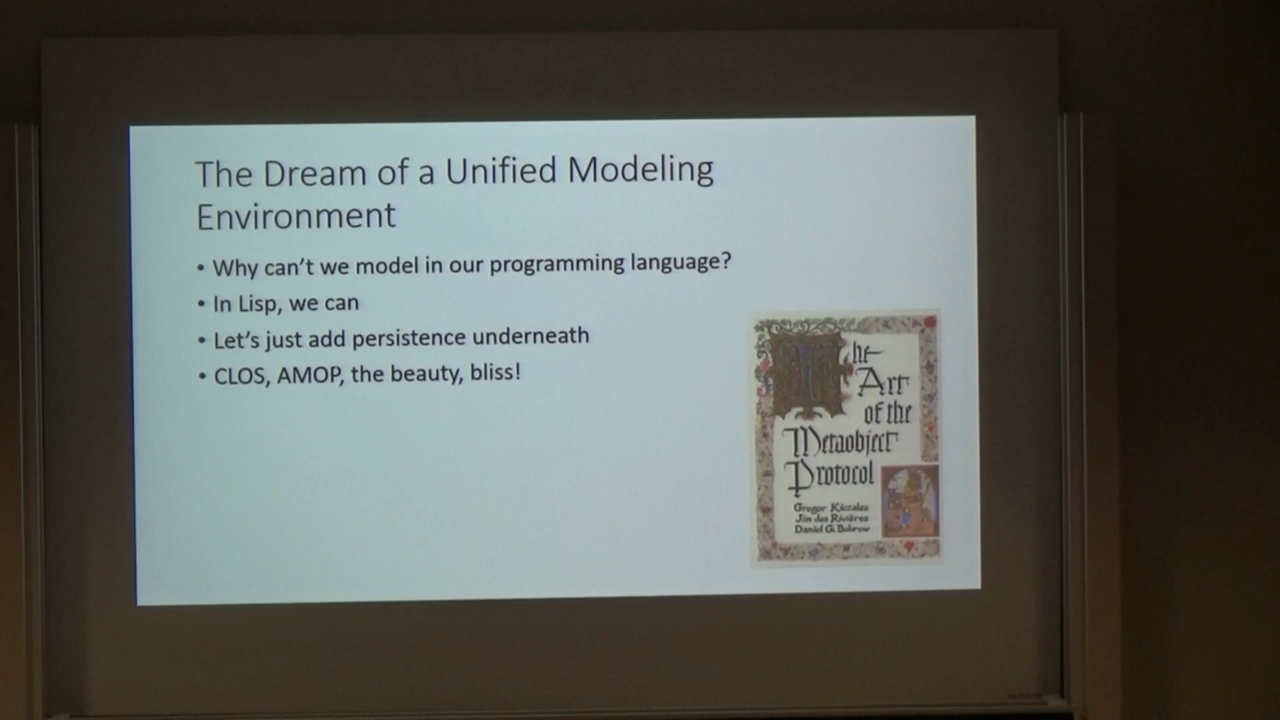 The Dream of a Unified Modeling
Environment
• Why can't we model in our programming language?
• In Lisp, we can
• Let's just add persistence underneath
• CLOS, AMOP, the beauty, bliss!
The
Art
of the
Metaobject
Protocol
Gregor Kiczales
Jim des Rivières
Daniel G. Bobrow